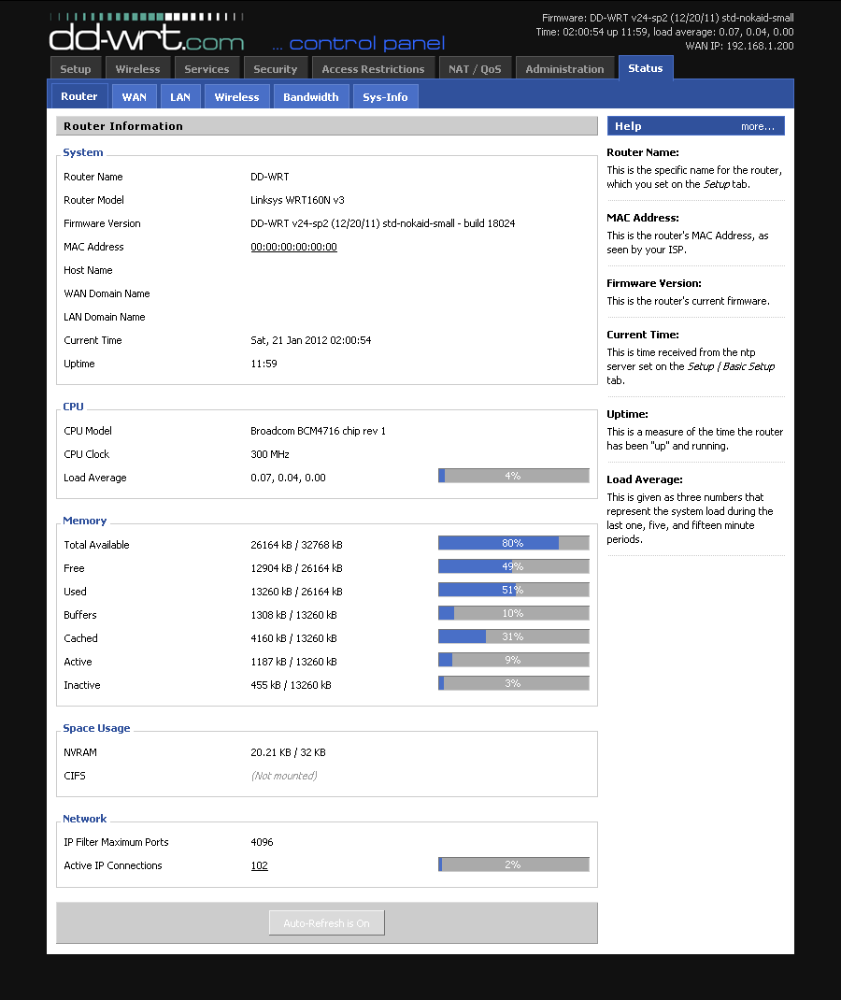 dd-wrt.com ... control panel
Firmware: DD-WRT v24-sp2 (12/20/11) std-nokaid-small
Time: 02:00:54 up 11:59, load average: 0.07, 0.04, 0.00
WAN IP: 192.168.1.200
Setup Wireless Services Security Access Restrictions NAT / QoS Administration Status
Router WAN LAN Wireless Bandwidth Sys-Info
Router Information
System
Router Name DD-WRT
Router Model Linksys WRT160N v3
Firmware Version DD-WRT v24-sp2 (12/20/11) std-nokaid-small - build 18024
MAC Address 00:00:00:00:00:00
Host Name
WAN Domain Name
LAN Domain Name
Current Time Sat, 21 Jan 2012 02:00:54
Uptime 11:59
CPU
CPU Model Broadcom BCM4716 chip rev 1
CPU Clock 300 MHz
Load Average 0.07, 0.04, 0.00 4%
Memory
Total Available 26164 kB / 32768 kB 80%
Free 12904 kB / 26164 kB 49%
Used 13260 kB / 26164 kB 51%
Buffers 1308 kB / 13260 kB 10%
Cached 4160 kB / 13260 kB 31%
Active 1187 kB / 13260 kB 9%
Inactive 455 kB / 13260 kB 3%
Space Usage
NVRAM 20.21 KB / 32 KB
CIFS (Not mounted)
Network
IP Filter Maximum Ports 4096
Active IP Connections 102 2%
Auto-Refresh is On
Help more...
Router Name:
This is the specific name for the router,
which you set on the Setup tab.
MAC Address:
This is the router's MAC Address, as
seen by your ISP.
Firmware Version:
This is the router's current firmware.
Current Time:
This is time received from the ntp
server set on the Setup / Basic Setup
tab.
Uptime:
This is a measure of the time the router
has been "up" and running.
Load Average:
This is given as three numbers that
represent the system load during the
last one, five, and fifteen minute
periods.